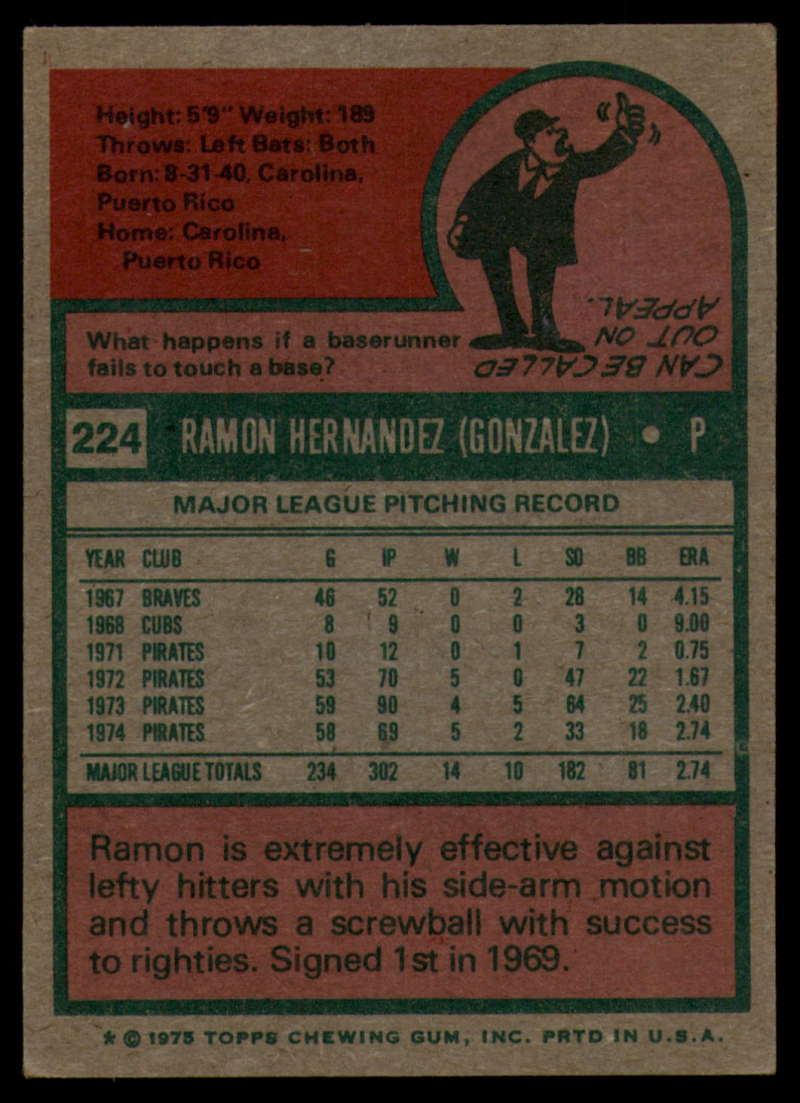 Height: 5'9" Weight: 189
Throws: Left Bats: Both
Born: 8-31-40, Carolina,
Puerto Rico
Home: Carolina,
Puerto Rico
What happens if a baserunner
fails to touch a base?
CAN BE CALLED
OUT ON
APPEAL.
224 RAMON HERNANDEZ (GONZALEZ) • P
MAJOR LEAGUE PITCHING RECORD
YEAR CLUB G IP W L SO BB ERA
1967 BRAVES 46 52 0 2 28 14 4.15
1968 CUBS 8 9 0 0 3 0 9.00
1971 PIRATES 10 12 0 1 7 2 0.75
1972 PIRATES 53 70 5 0 47 22 1.67
1973 PIRATES 59 90 4 5 64 25 2.40
1974 PIRATES 58 69 5 2 33 18 2.74
MAJOR LEAGUE TOTALS 234 302 14 10 182 81 2.74
Ramon is extremely effective against
lefty hitters with his side-arm motion
and throws a screwball with success
to righties. Signed 1st in 1969.
* © 1975 TOPPS CHEWING GUM, INC. PRTD IN U.S.A.